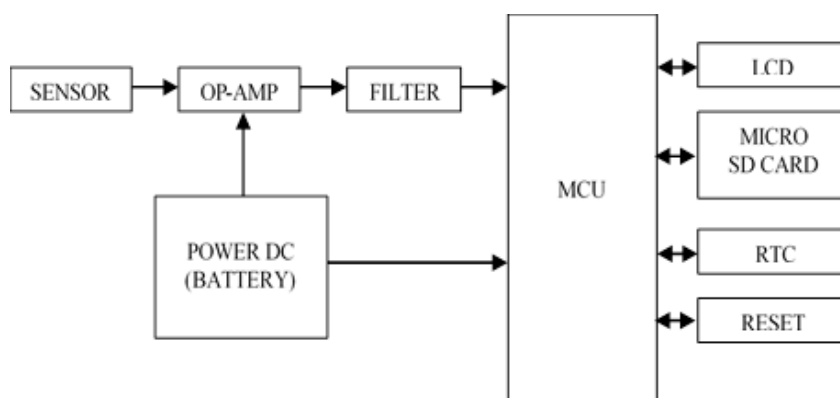 SENSOR
OP-AMP
FILTER
POWER DC
(BATTERY)
MCU
LCD
MICRO
SD CARD
RTC
RESET